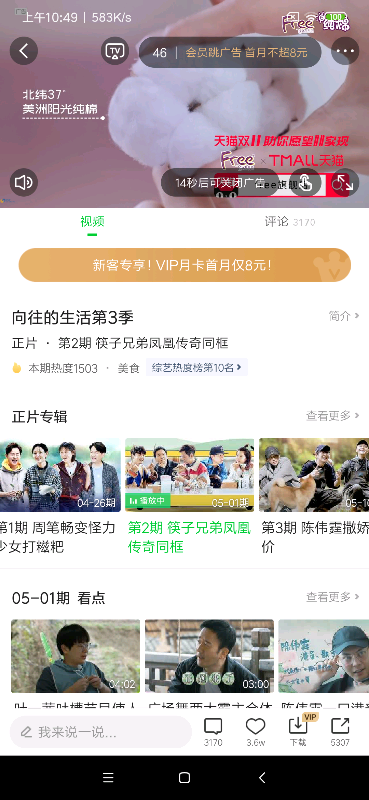 上午10:49 | 583K/s
100
Free
纯棉
TV
46 | 会员跳广告 首月不超8元
北纬37°
美洲阳光纯棉
天猫双11 助你愿望11实现
Free × TMALL天猫
14秒后可关闭广告
视频
评论 3170
新客专享！VIP月卡首月仅8元！
向往的生活第3季
简介 >
正片 · 第2期 筷子兄弟凤凰传奇同框
本期热度1503 · 美食 综艺热度榜第10名 >
正片专辑
查看更多 >
04-26期
播放中
05-01期
05-10
第1期 周笔畅变怪力
少女打糍粑
第2期 筷子兄弟凤凰
传奇同框
第3期 陈伟霆撒娇
价
05-01期 看点
查看更多 >
04:02
03:00
陈伟霆
我来说一说...
3170
3.6w
VIP
下载
5307